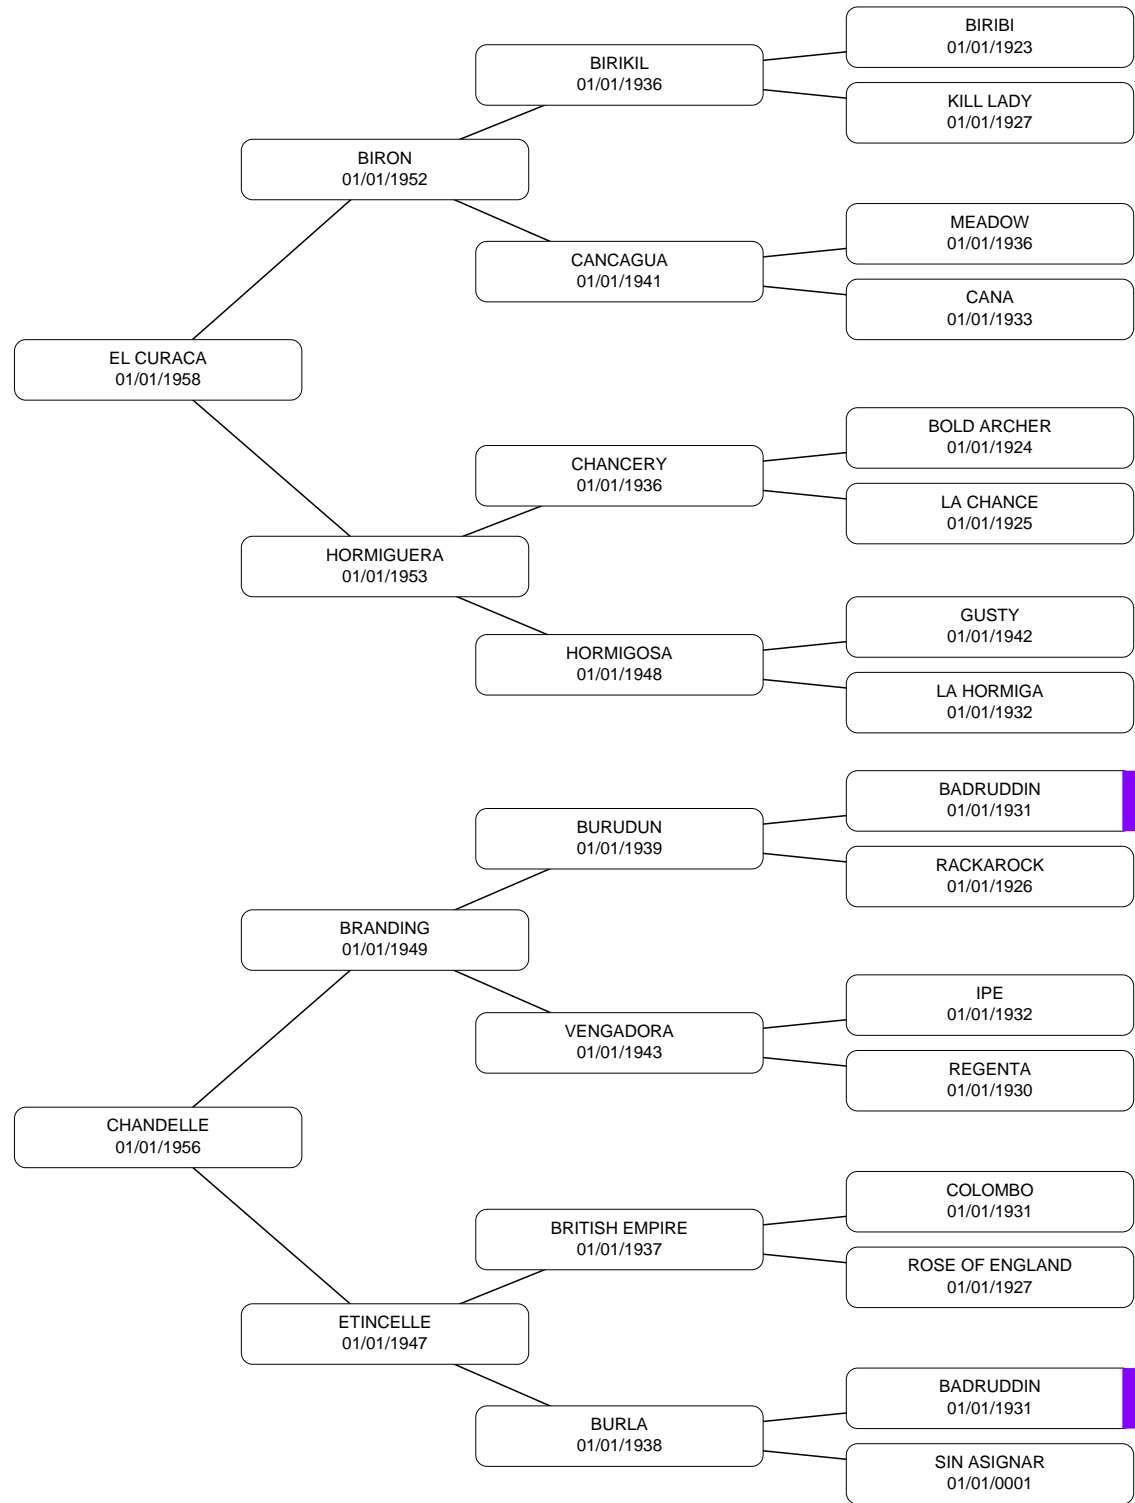 BIRIBI
01/01/1923
BIRIKIL
01/01/1936
KILL LADY
01/01/1927
BIRON
01/01/1952
MEADOW
01/01/1936
CANCAGUA
01/01/1941
CANA
01/01/1933
EL CURACA
01/01/1958
BOLD ARCHER
01/01/1924
CHANCERY
01/01/1936
LA CHANCE
01/01/1925
HORMIGUERA
01/01/1953
GUSTY
01/01/1942
HORMIGOSA
01/01/1948
LA HORMIGA
01/01/1932
BADRUDDIN
01/01/1931
BURUDUN
01/01/1939
RACKAROCK
01/01/1926
BRANDING
01/01/1949
IPE
01/01/1932
VENGADORA
01/01/1943
REGENTA
01/01/1930
CHANDELLE
01/01/1956
COLOMBO
01/01/1931
BRITISH EMPIRE
01/01/1937
ROSE OF ENGLAND
01/01/1927
ETINCELLE
01/01/1947
BADRUDDIN
01/01/1931
BURLA
01/01/1938
SIN ASIGNAR
01/01/0001